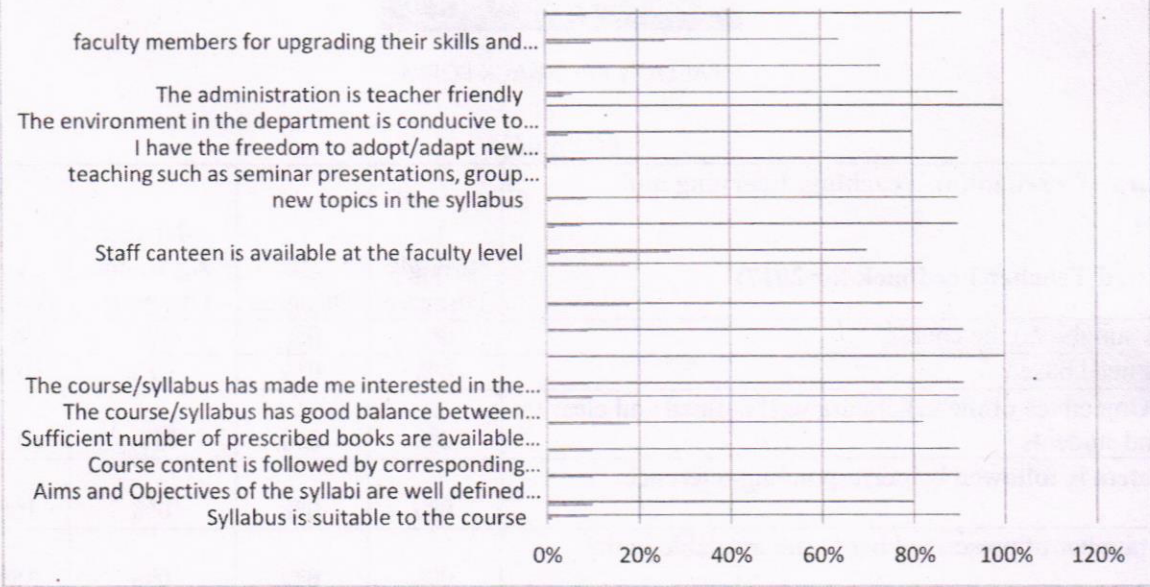 faculty members for upgrading their skills and...
The administration is teacher friendly
The environment in the department is conducive to...
I have the freedom to adopt/adapt new...
teaching such as seminar presentations, group...
new topics in the syllabus
Staff canteen is available at the faculty level
The course/syllabus has made me interested in the...
The course/syllabus has good balance between...
Sufficient number of prescribed books are available...
Course content is followed by corresponding...
Aims and Objectives of the syllabi are well defined...
Syllabus is suitable to the course
0% 20% 40% 60% 80% 100% 120%